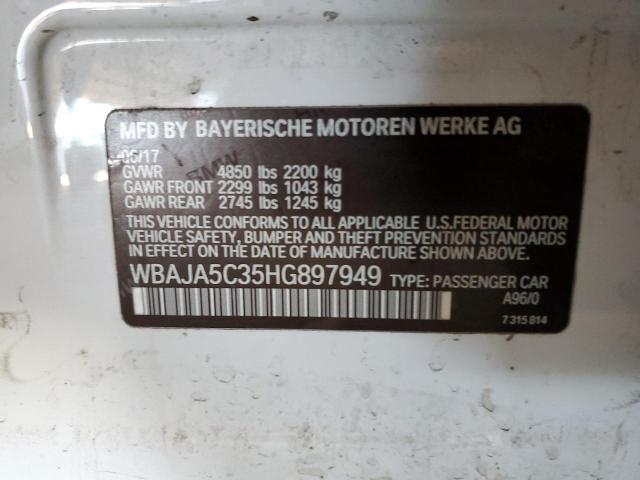 MFD BY BAYERISCHE MOTOREN WERKE AG
06/17
GVWR 4850 lbs 2200 kg
GAWR FRONT 2299 lbs 1043 kg
GAWR REAR 2745 lbs 1245 kg
THIS VEHICLE CONFORMS TO ALL APPLICABLE U.S.FEDERAL MOTOR
VEHICLE SAFETY, BUMPER AND THEFT PREVENTION STANDARDS
IN EFFECT ON THE DATE OF MANUFACTURE SHOWN ABOVE.
WBAJA5C35HG897949 TYPE: PASSENGER CAR
A96/0
7 315 814